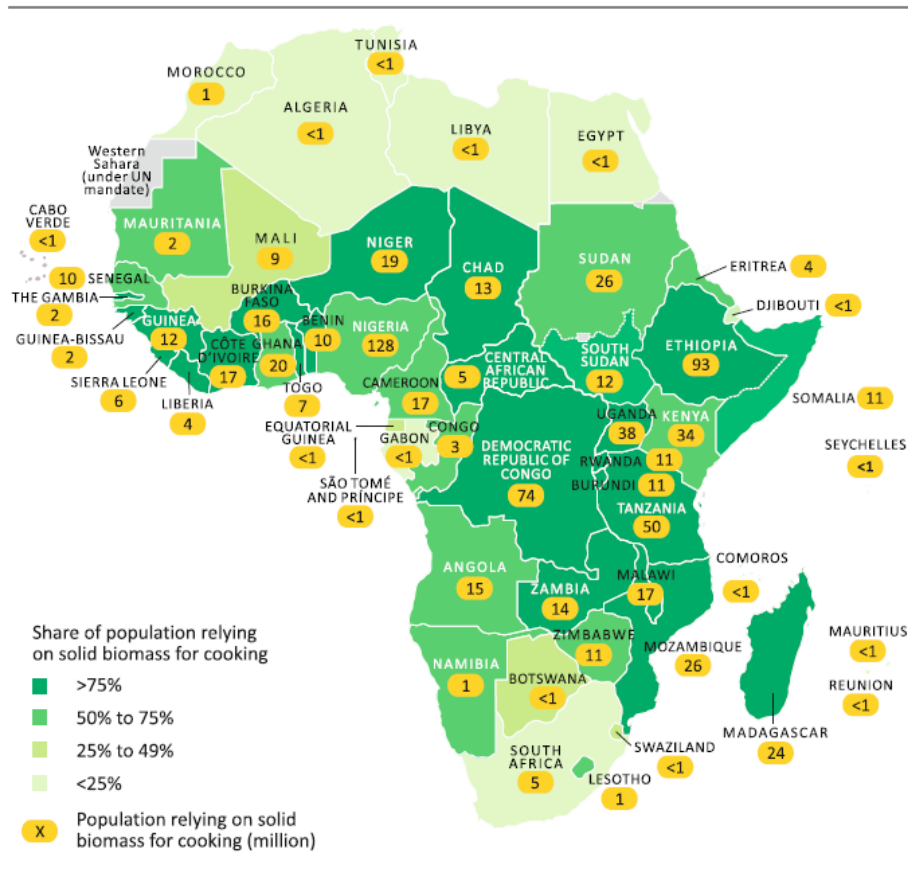 TUNISIA
<1
MOROCCO
1
ALGERIA
<1
LIBYA
<1
EGYPT
<1
Western
Sahara
(under UN
mandate)
CABO
VERDE
<1
MAURITANIA
2
MALI
9
NIGER
19
CHAD
13
SUDAN
26
ERITREA 4
DJIBOUTI <1
10 SENEGAL
THE GAMBIA
2
GUINEA-BISSAU
2
GUINEA
12
SIERRA LEONE
6
LIBERIA
4
BURKINA
FASO
16
CÔTE
D'IVOIRE
17
GHANA
20
TOGO
7
BENIN
10
NIGERIA
128
CAMEROON
17
CENTRAL
AFRICAN
REPUBLIC
5
SOUTH
SUDAN
12
ETHIOPIA
93
SOMALIA 11
EQUATORIAL
GUINEA
<1
GABON
<1
CONGO
3
SÃO TOMÉ
AND PRÍNCIPE
<1
DEMOCRATIC
REPUBLIC OF
CONGO
74
UGANDA
38
KENYA
34
RWANDA 11
BURUNDI 11
TANZANIA
50
SEYCHELLES
<1
COMOROS
<1
ANGOLA
15
ZAMBIA
14
MALAWI
17
ZIMBABWE
11
MOZAMBIQUE
26
MAURITIUS
<1
REUNION
<1
MADAGASCAR
24
NAMIBIA
1
BOTSWANA
<1
SOUTH
AFRICA
5
SWAZILAND
<1
LESOTHO
1
Share of population relying
on solid biomass for cooking
>75%
50% to 75%
25% to 49%
<25%
X Population relying on solid
biomass for cooking (million)